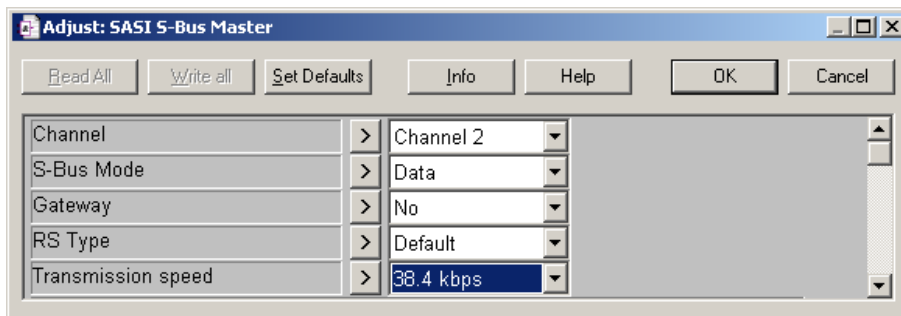 Adjust: SASI S-Bus Master
Read All Write all Set Defaults Info Help OK Cancel
Channel > Channel 2
S-Bus Mode > Data
Gateway > No
RS Type > Default
Transmission speed > 38.4 kbps